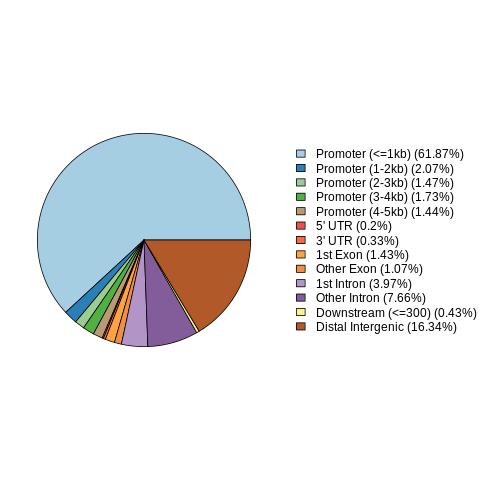 Promoter (<=1kb) (61.87%)
Promoter (1-2kb) (2.07%)
Promoter (2-3kb) (1.47%)
Promoter (3-4kb) (1.73%)
Promoter (4-5kb) (1.44%)
5' UTR (0.2%)
3' UTR (0.33%)
1st Exon (1.43%)
Other Exon (1.07%)
1st Intron (3.97%)
Other Intron (7.66%)
Downstream (<=300) (0.43%)
Distal Intergenic (16.34%)